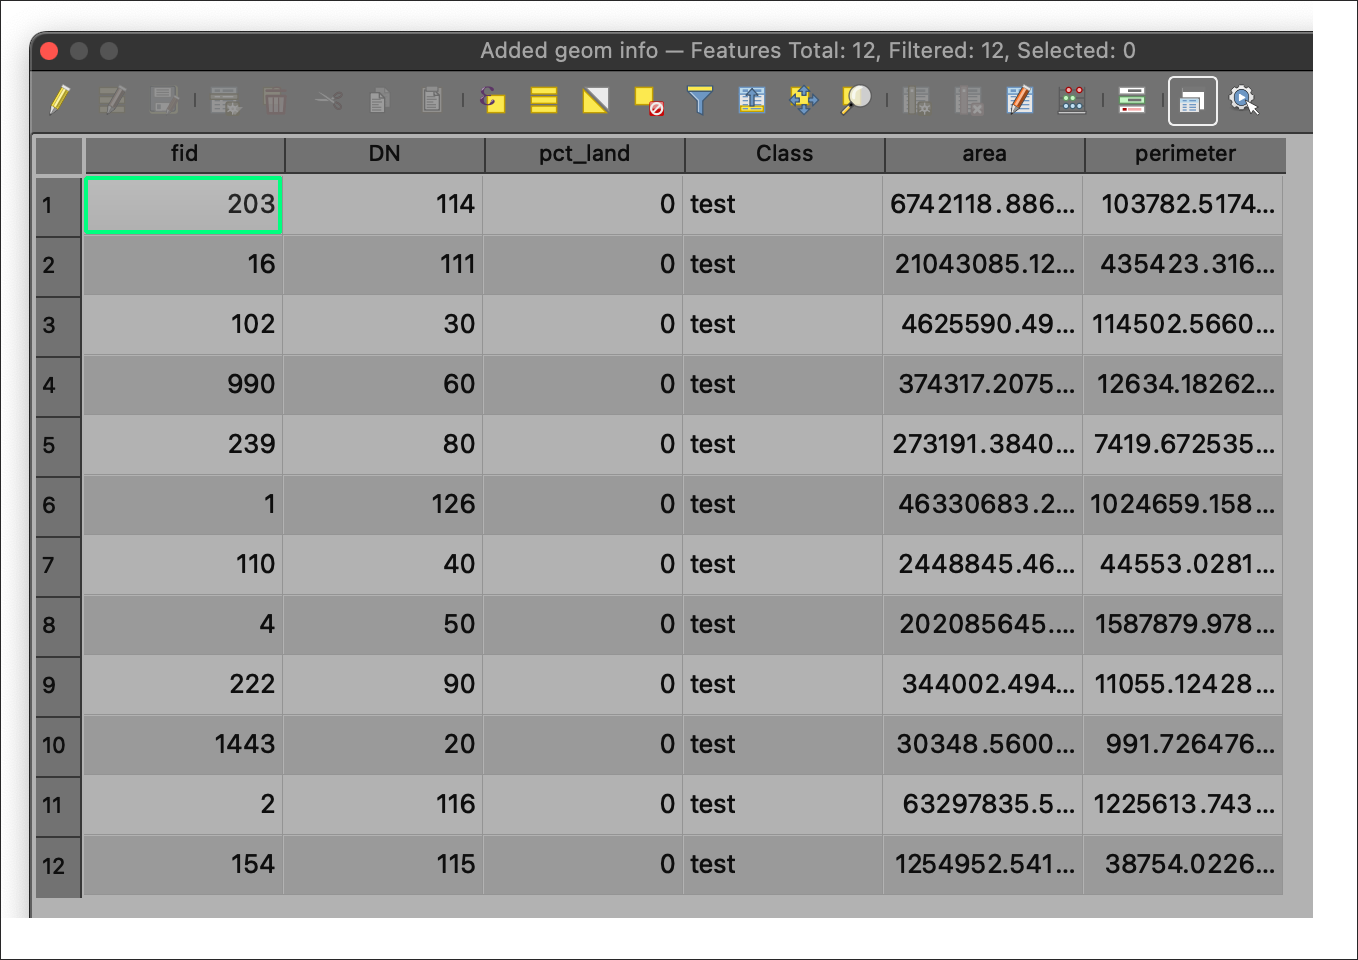 Added geom info — Features Total: 12, Filtered: 12, Selected: 0
fid DN pct_land Class area perimeter
1 203 114 0 test 6742118.886... 103782.5174...
2 16 111 0 test 21043085.12... 435423.316...
3 102 30 0 test 4625590.49... 114502.5660...
4 990 60 0 test 374317.2075... 12634.18262...
5 239 80 0 test 273191.3840... 7419.672535...
6 1 126 0 test 46330683.2... 1024659.158...
7 110 40 0 test 2448845.46... 44553.0281...
8 4 50 0 test 202085645.... 1587879.978...
9 222 90 0 test 344002.494... 11055.12428...
10 1443 20 0 test 30348.5600... 991.726476...
11 2 116 0 test 63297835.5... 1225613.743...
12 154 115 0 test 1254952.541... 38754.0226...